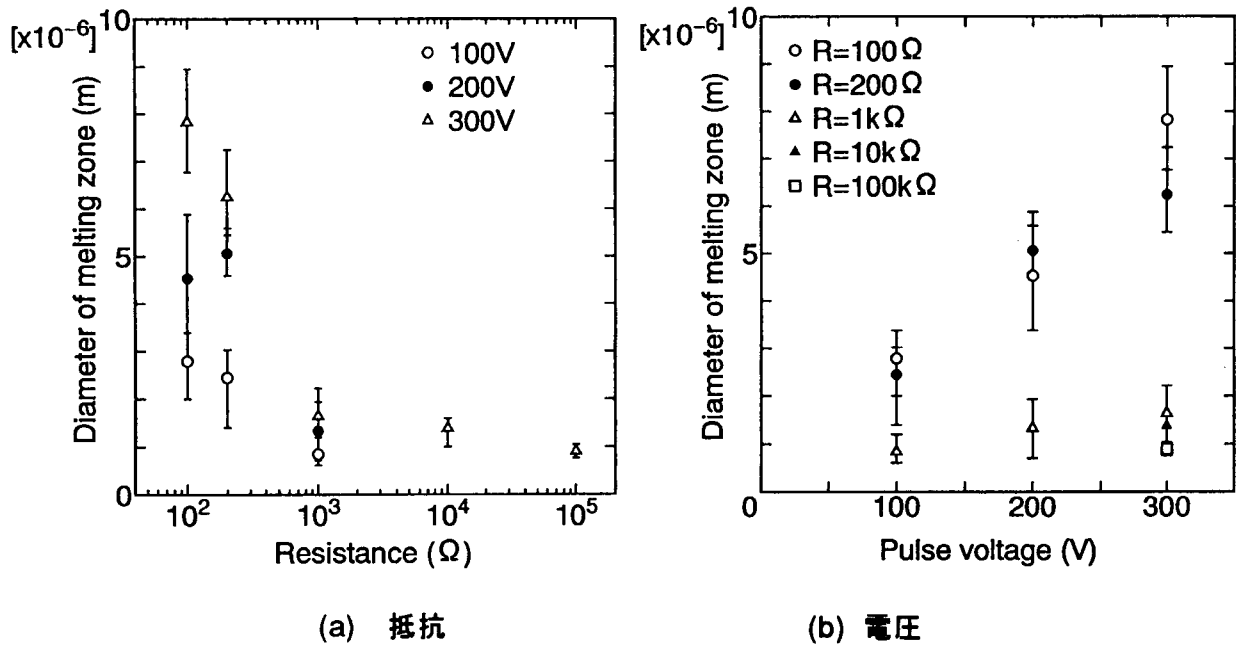 [x10⁻⁶]
10
5
0
Diameter of melting zone (m)
100V
200V
300V
10² 10³ 10⁴ 10⁵
Resistance (Ω)
(a) 抵抗
[x10⁻⁶]
10
5
0
Diameter of melting zone (m)
R=100Ω
R=200Ω
R=1kΩ
R=10kΩ
R=100kΩ
0 100 200 300
Pulse voltage (V)
(b) 電圧